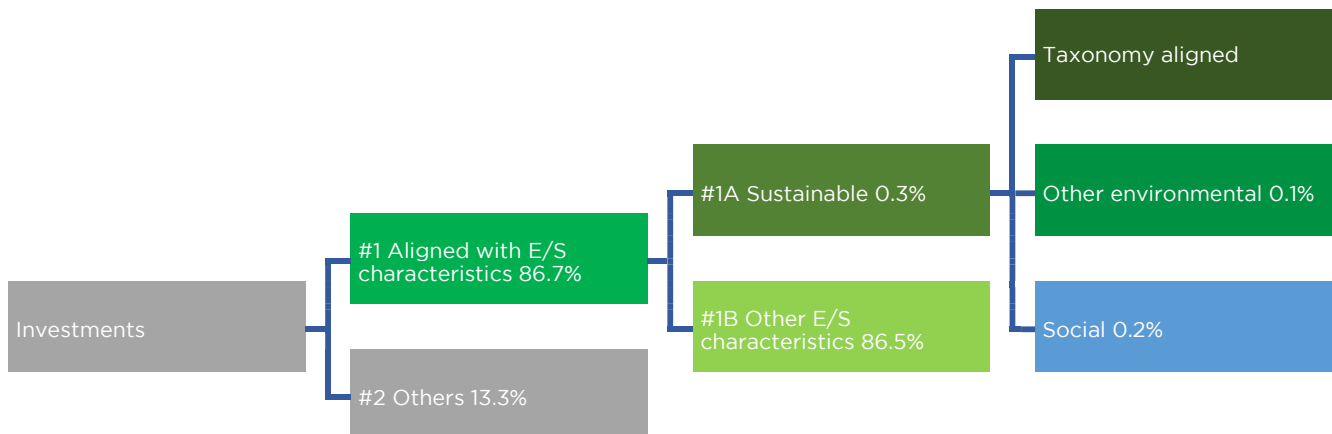 Taxonomy aligned
#1A Sustainable 0.3%
Other environmental 0.1%
#1 Aligned with E/S
characteristics 86.7%
Investments
#1B Other E/S
characteristics 86.5%
Social 0.2%
#2 Others 13.3%